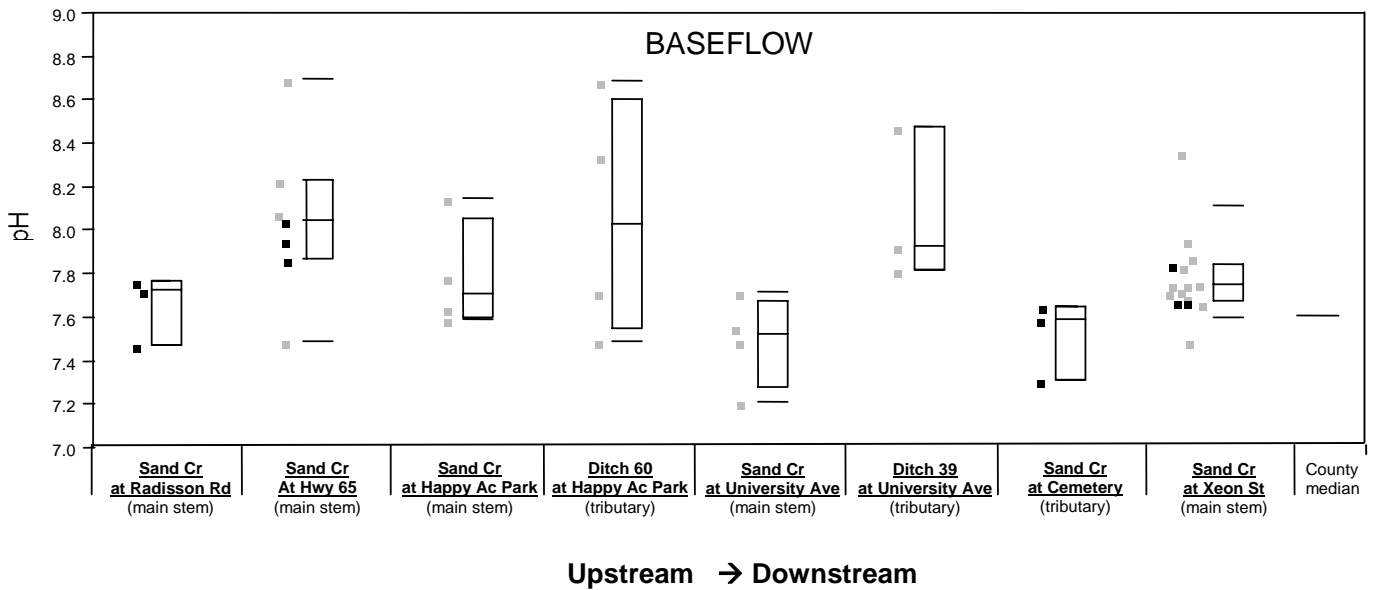 BASEFLOW
pH
9.0
8.8
8.6
8.4
8.2
8.0
7.8
7.6
7.4
7.2
7.0
Sand Cr
at Radisson Rd
(main stem)
Sand Cr
At Hwy 65
(main stem)
Sand Cr
at Happy Ac Park
(main stem)
Ditch 60
at Happy Ac Park
(tributary)
Sand Cr
at University Ave
(main stem)
Ditch 39
at University Ave
(tributary)
Sand Cr
at Cemetery
(tributary)
Sand Cr
at Xeon St
(main stem)
County
median
Upstream → Downstream